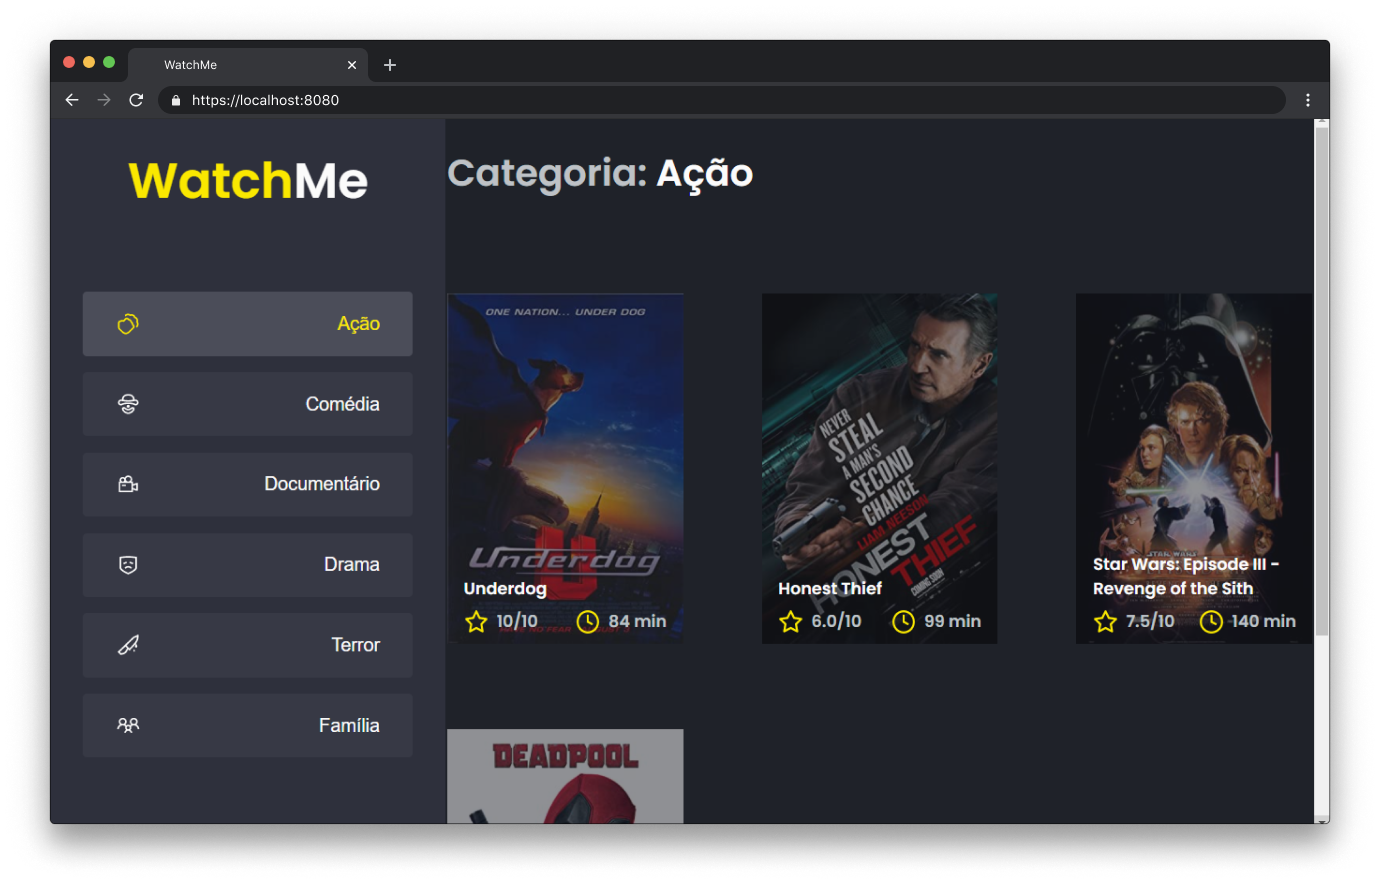 WatchMe
https://localhost:8080
WatchMe
Categoria: Ação
Ação
Comédia
Documentário
Drama
Terror
Família
ONE NATION... UNDER DOG
Underdog
Underdog
10/10
84 min
NEVER
STEAL
A MAN'S
SECOND
CHANCE
LIAM NEESON
HONEST
THIEF
COMING SOON
Honest Thief
6.0/10
99 min
STAR WARS
Star Wars: Episode III -
Revenge of the Sith
7.5/10
140 min
DEADPOOL